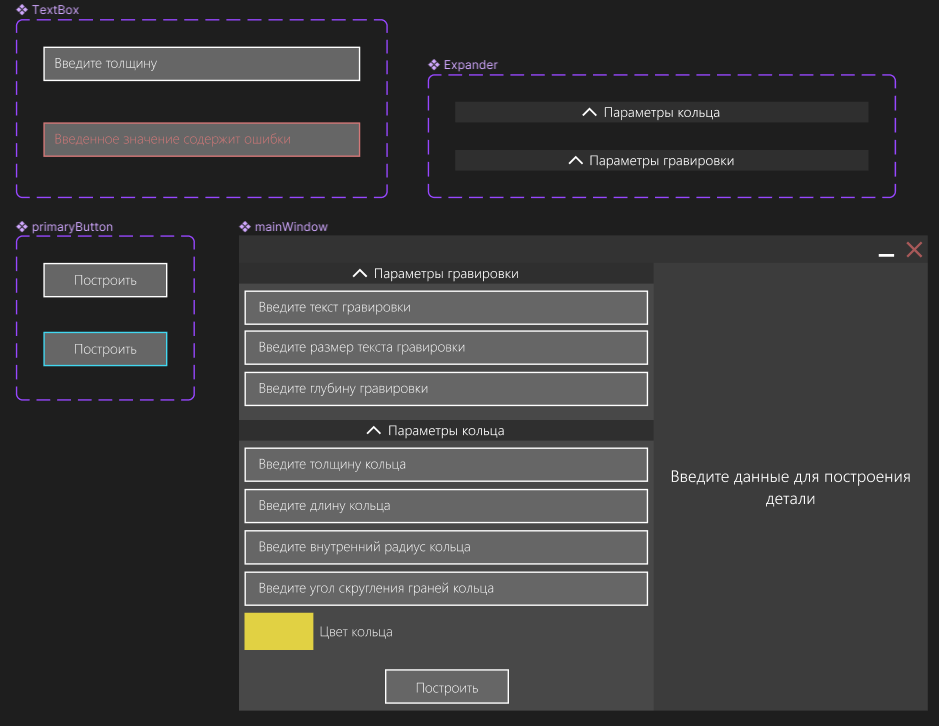 TextBox
Введите толщину
Введенное значение содержит ошибки
Expander
Параметры кольца
Параметры гравировки
primaryButton
Построить
Построить
mainWindow
Параметры гравировки
Введите текст гравировки
Введите размер текста гравировки
Введите глубину гравировки
Параметры кольца
Введите толщину кольца
Введите длину кольца
Введите внутренний радиус кольца
Введите угол скругления граней кольца
Цвет кольца
Построить
Введите данные для построения
детали